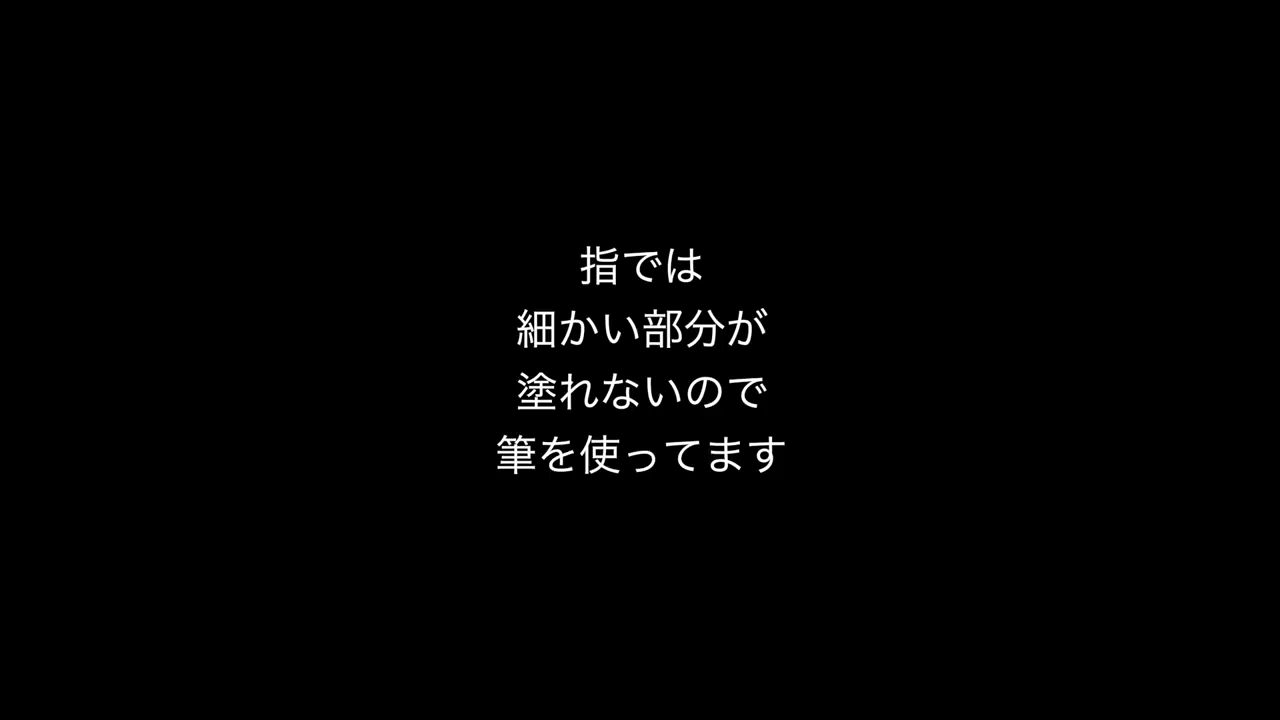 指では
細かい部分が
塗れないので
筆を使ってます